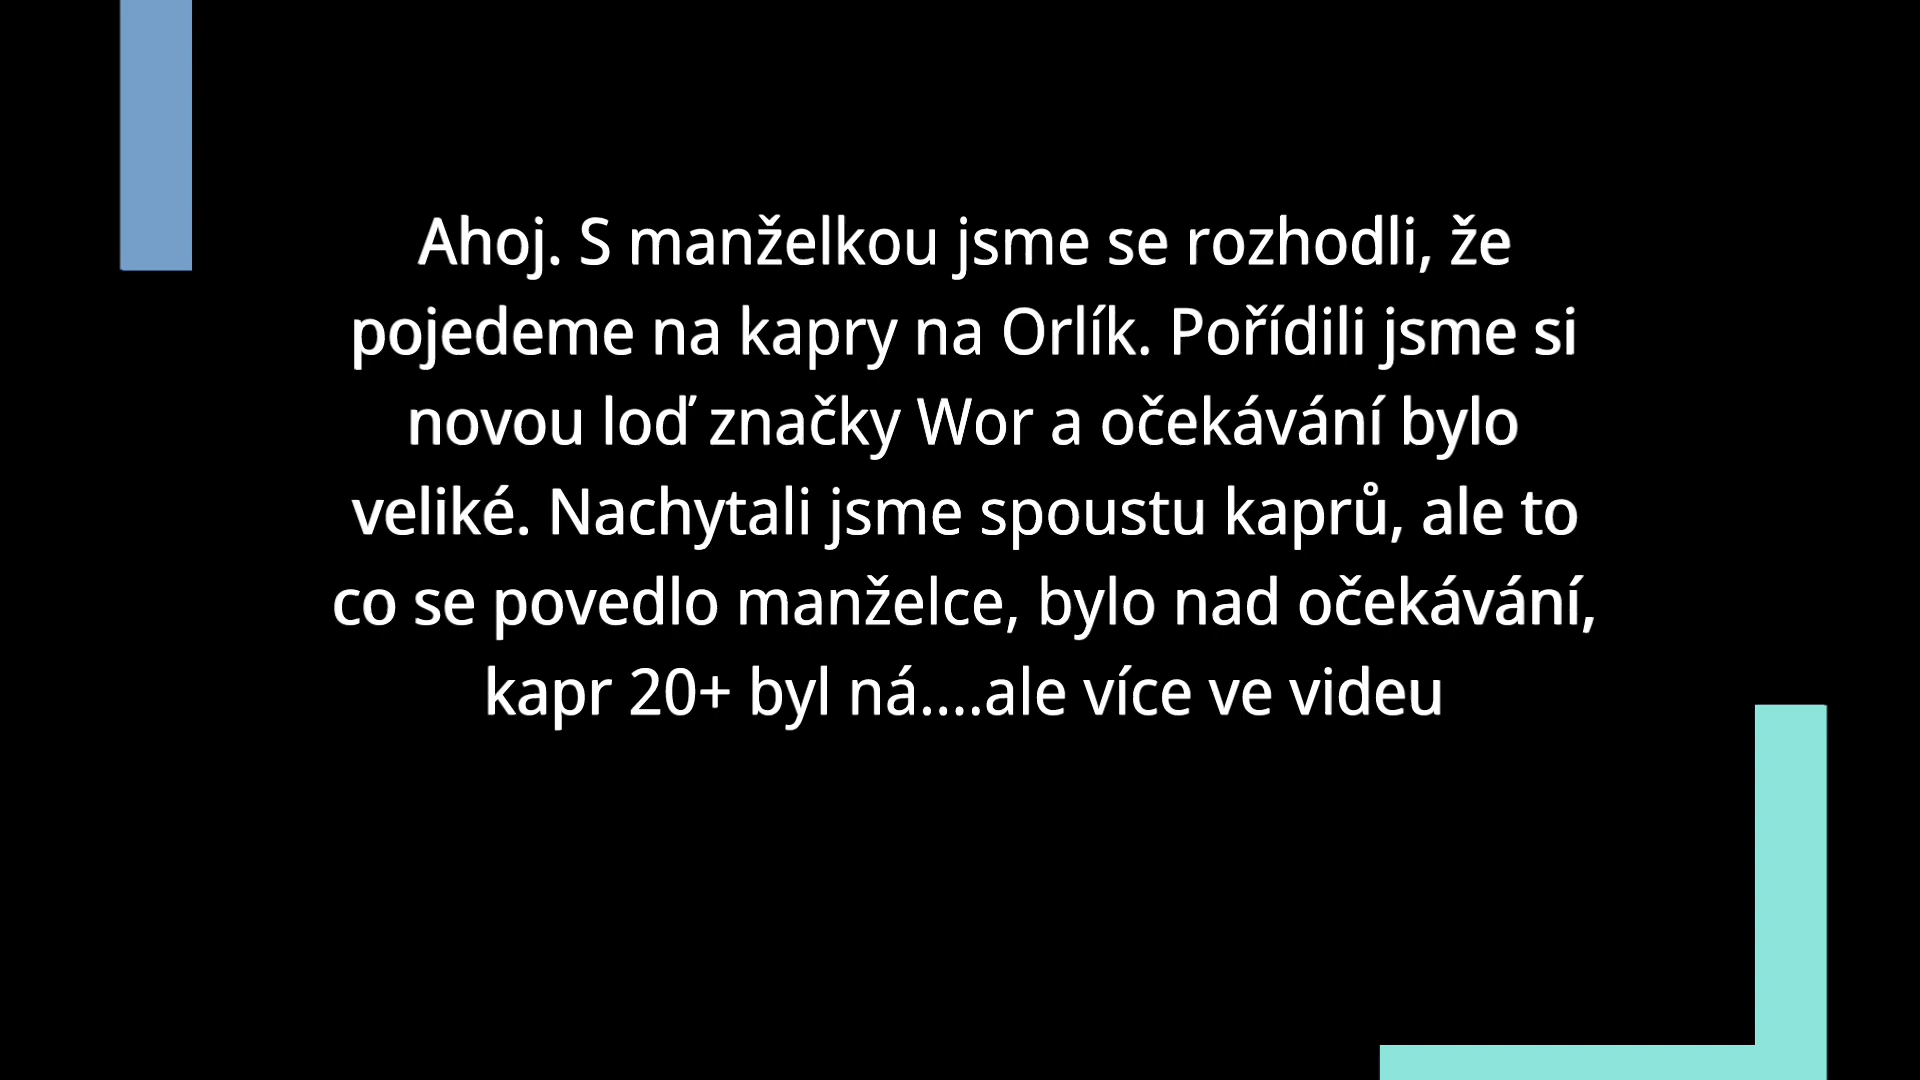 Ahoj. S manželkou jsme se rozhodli, že
pojedeme na kapry na Orlík. Pořídili jsme si
novou loď značky Wor a očekávání bylo
veliké. Nachytali jsme spoustu kaprů, ale to
co se povedlo manželce, bylo nad očekávání,
kapr 20+ byl ná....ale více ve videu